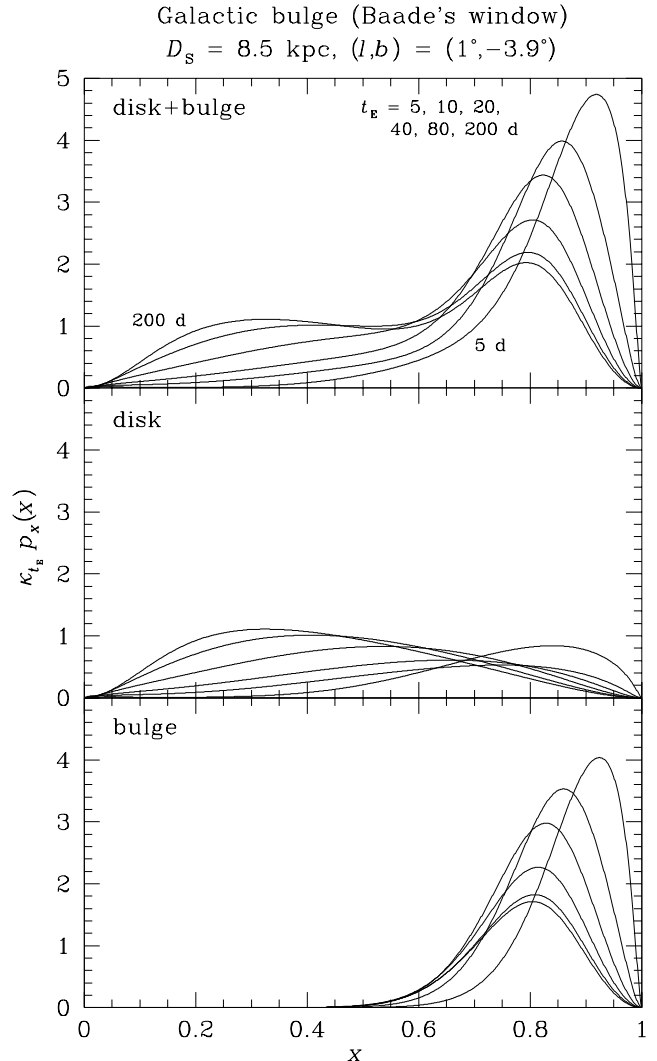 Galactic bulge (Baade's window)
D_S = 8.5 kpc, (l,b) = (1°,−3.9°)
5
4
3
2
1
0
disk+bulge
t_E = 5, 10, 20,
40, 80, 200 d
200 d
5 d
4
3
2
1
0
disk
κ_{t_E} p_x(x)
4
3
2
1
0
bulge
0 0.2 0.4 0.6 0.8 1
x